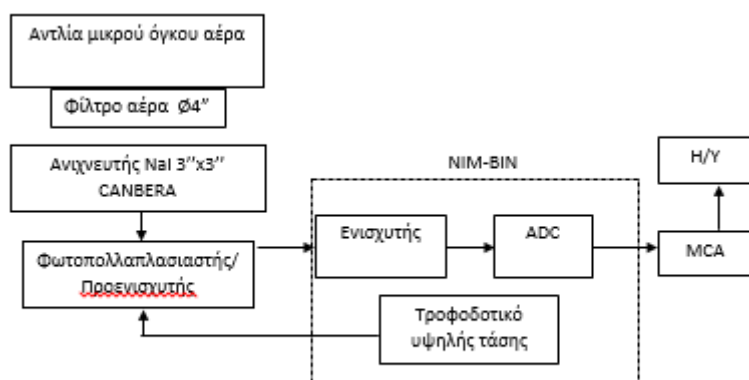 Αντλία μικρού όγκου αέρα
Φίλτρο αέρα Ø4’’
Ανιχνευτής NaI 3’’x3’’
CANBERA
NIM-BIN
Η/Υ
Ενισχυτής
ADC
MCA
Φωτοπολλαπλασιαστής/
Προενισχυτής
Τροφοδοτικό
υψηλής τάσης